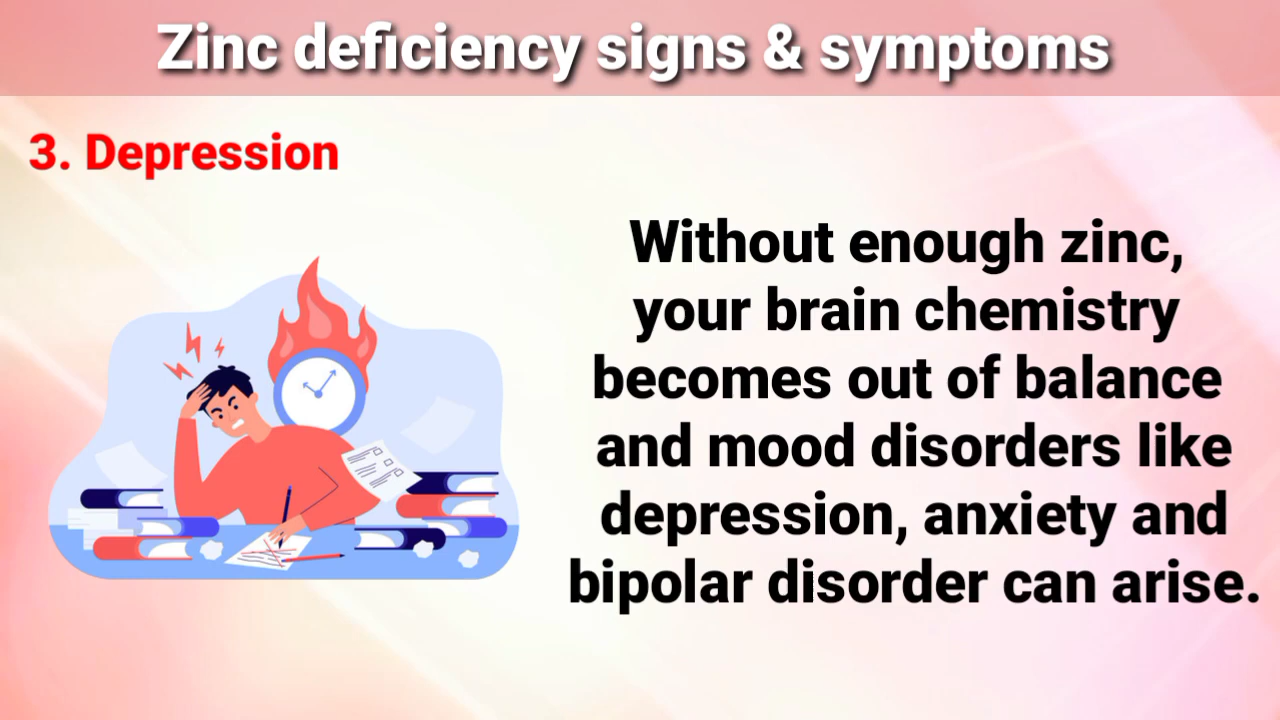 Zinc deficiency signs & symptoms
3. Depression
Without enough zinc,
your brain chemistry
becomes out of balance
and mood disorders like
depression, anxiety and
bipolar disorder can arise.